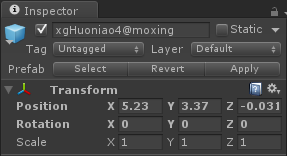 Inspector
xgHuoniao4@moxing Static
Tag Untagged Layer Default
Prefab Select Revert Apply
Transform
Position X 5.23 Y 3.37 Z -0.031
Rotation X 0 Y 0 Z 0
Scale X 1 Y 1 Z 1